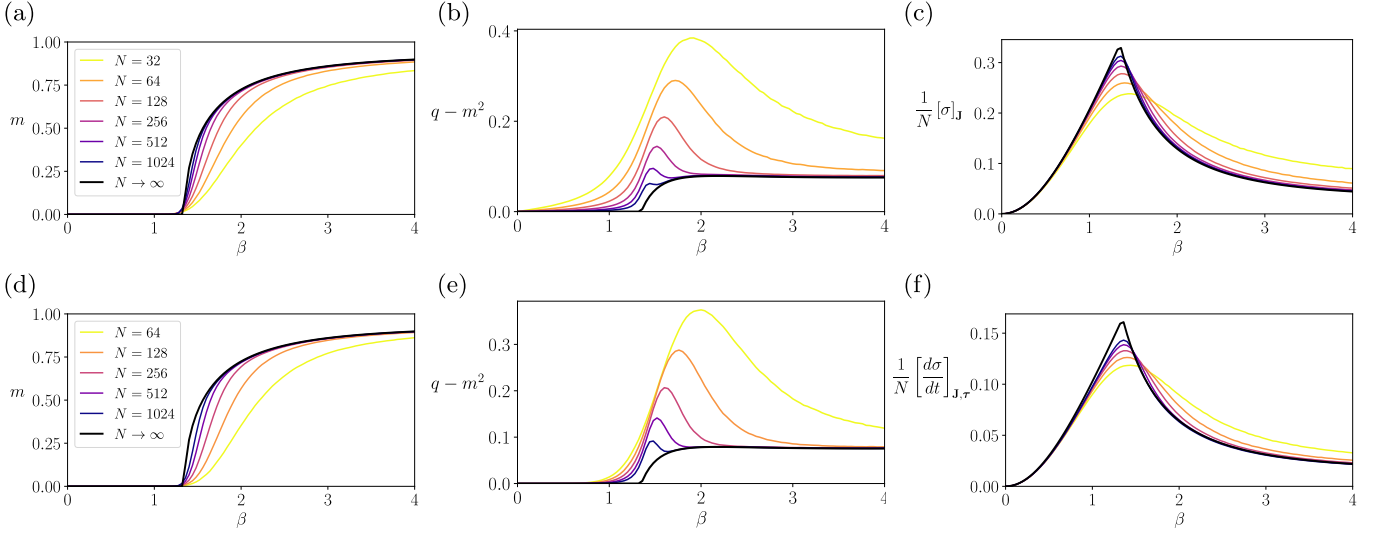 (a)
1.00
0.75
0.50
0.25
0.00
m
N = 32
N = 64
N = 128
N = 256
N = 512
N = 1024
N → ∞
0 1 2 3 4
β
(b)
0.4
0.2
0.0
q − m²
0 1 2 3 4
β
(c)
0.3
0.2
0.1
0.0
1/N [σ]_J
0 1 2 3 4
β
(d)
1.00
0.75
0.50
0.25
0.00
m
N = 64
N = 128
N = 256
N = 512
N = 1024
N → ∞
0 1 2 3 4
β
(e)
0.3
0.2
0.1
0.0
q − m²
0 1 2 3 4
β
(f)
0.15
0.10
0.05
0.00
1/N [dσ/dt]_J,τ
0 1 2 3 4
β